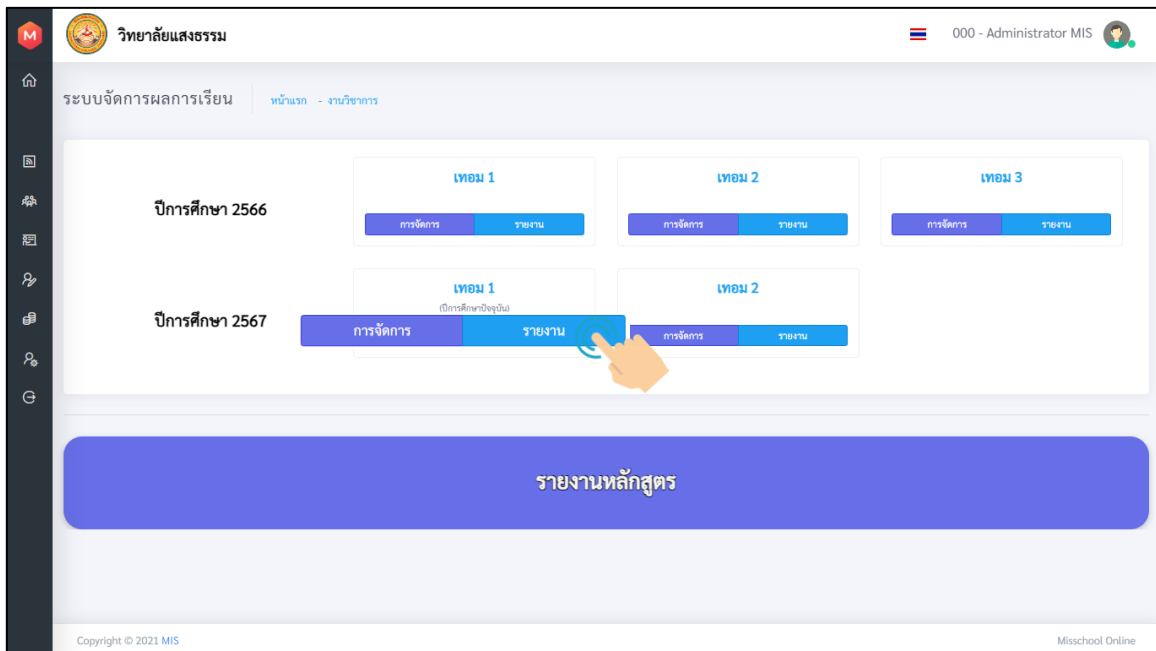 M
วิทยาลัยแสงธรรม
000 - Administrator MIS
ระบบจัดการผลการเรียน
หน้าแรก - งานวิชาการ
ปีการศึกษา 2566
เทอม 1
การจัดการ รายงาน
เทอม 2
การจัดการ รายงาน
เทอม 3
การจัดการ รายงาน
ปีการศึกษา 2567
เทอม 1
(ปีการศึกษาปัจจุบัน)
การจัดการ รายงาน
เทอม 2
การจัดการ รายงาน
รายงานหลักสูตร
Copyright © 2021 MIS
Misschool Online